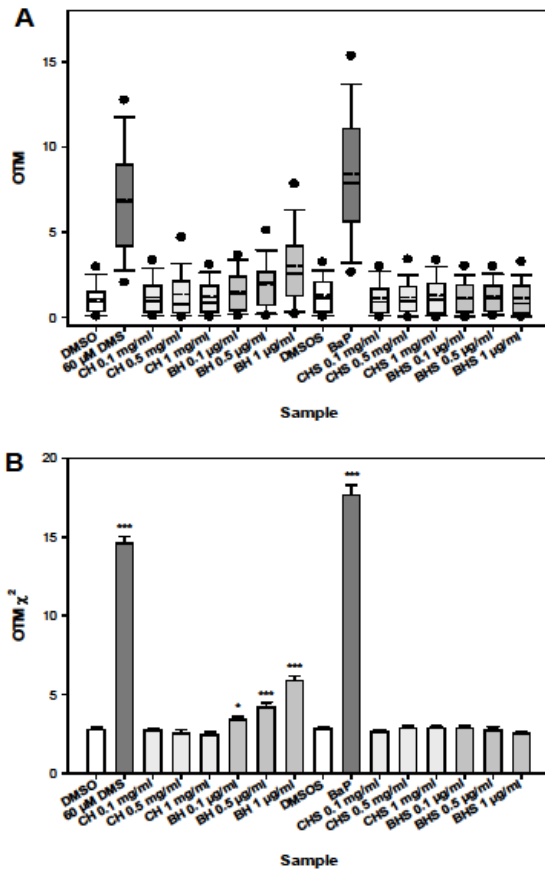 A
15
10
5
0
OTM
DMSO
60 µM DMS
CH 0.1 mg/ml
CH 0.5 mg/ml
CH 1 mg/ml
BH 0.1 µg/ml
BH 0.5 µg/ml
BH 1 µg/ml
DMSOS
BaP
CHS 0.1 mg/ml
CHS 0.5 mg/ml
CHS 1 mg/ml
BHS 0.1 µg/ml
BHS 0.5 µg/ml
BHS 1 µg/ml
Sample
B
20
15
10
5
0
OTM χ²
***
*
***
***
***
DMSO
60 µM DMS
CH 0.1 mg/ml
CH 0.5 mg/ml
CH 1 mg/ml
BH 0.1 µg/ml
BH 0.5 µg/ml
BH 1 µg/ml
DMSOS
BaP
CHS 0.1 mg/ml
CHS 0.5 mg/ml
CHS 1 mg/ml
BHS 0.1 µg/ml
BHS 0.5 µg/ml
BHS 1 µg/ml
Sample